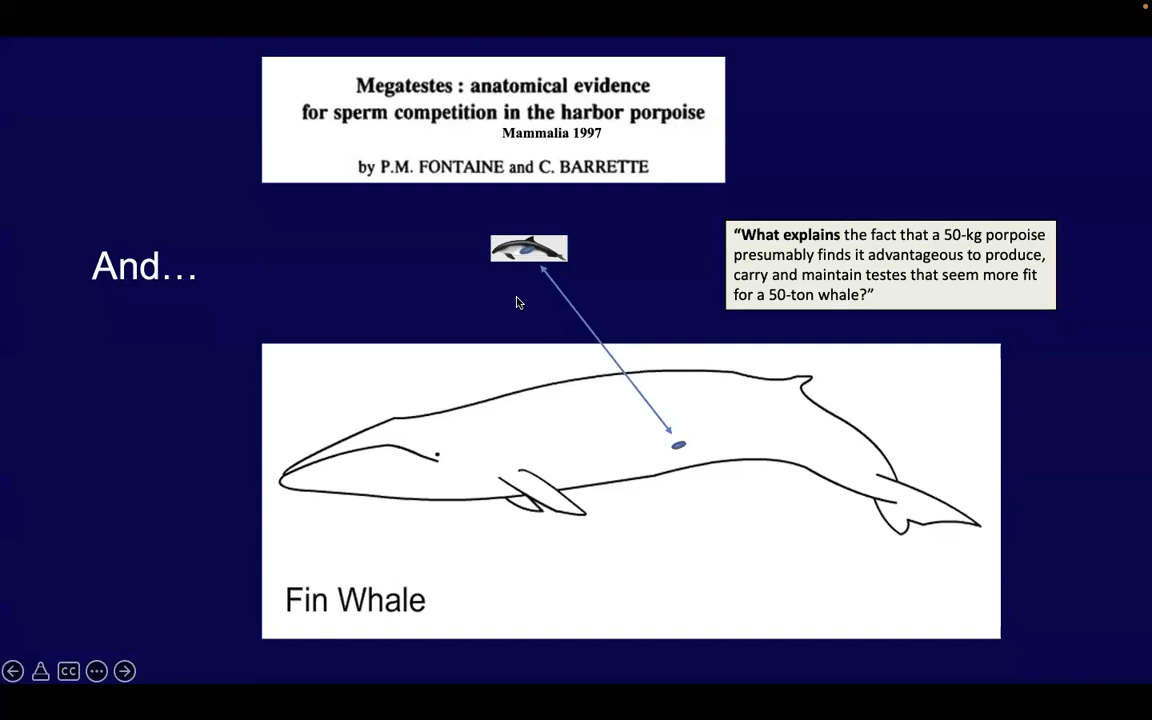 Megatestes : anatomical evidence
for sperm competition in the harbor porpoise
Mammalia 1997
by P.M. FONTAINE and C. BARRETTE
And…
“What explains the fact that a 50-kg porpoise
presumably finds it advantageous to produce,
carry and maintain testes that seem more fit
for a 50-ton whale?”
Fin Whale
CC